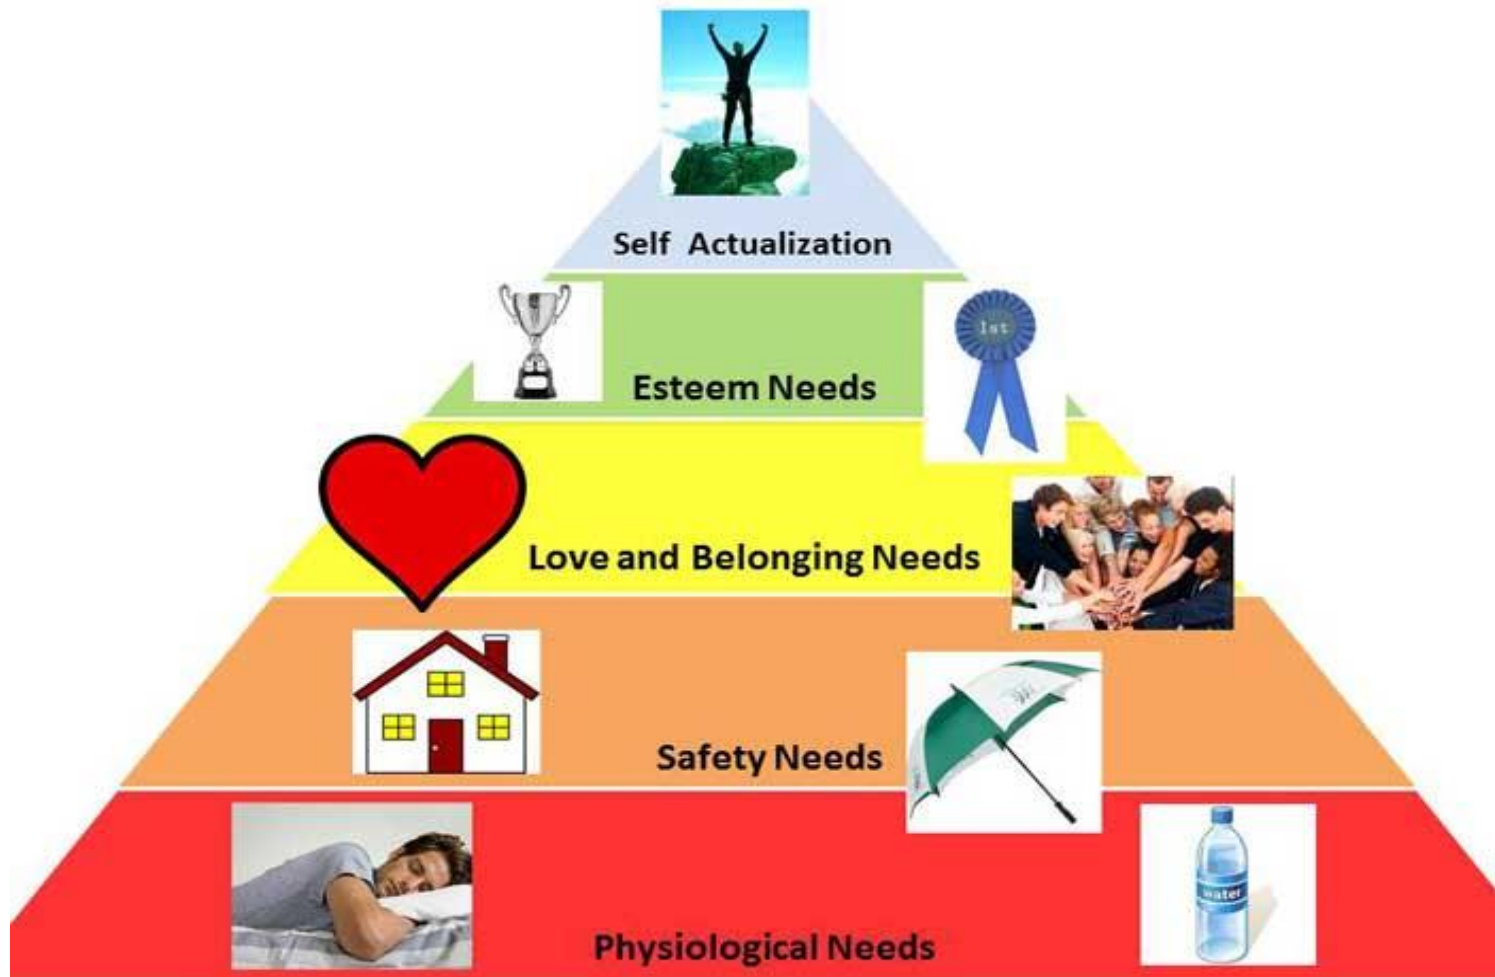 Self Actualization
1st
Esteem Needs
Love and Belonging Needs
Safety Needs
water
Physiological Needs